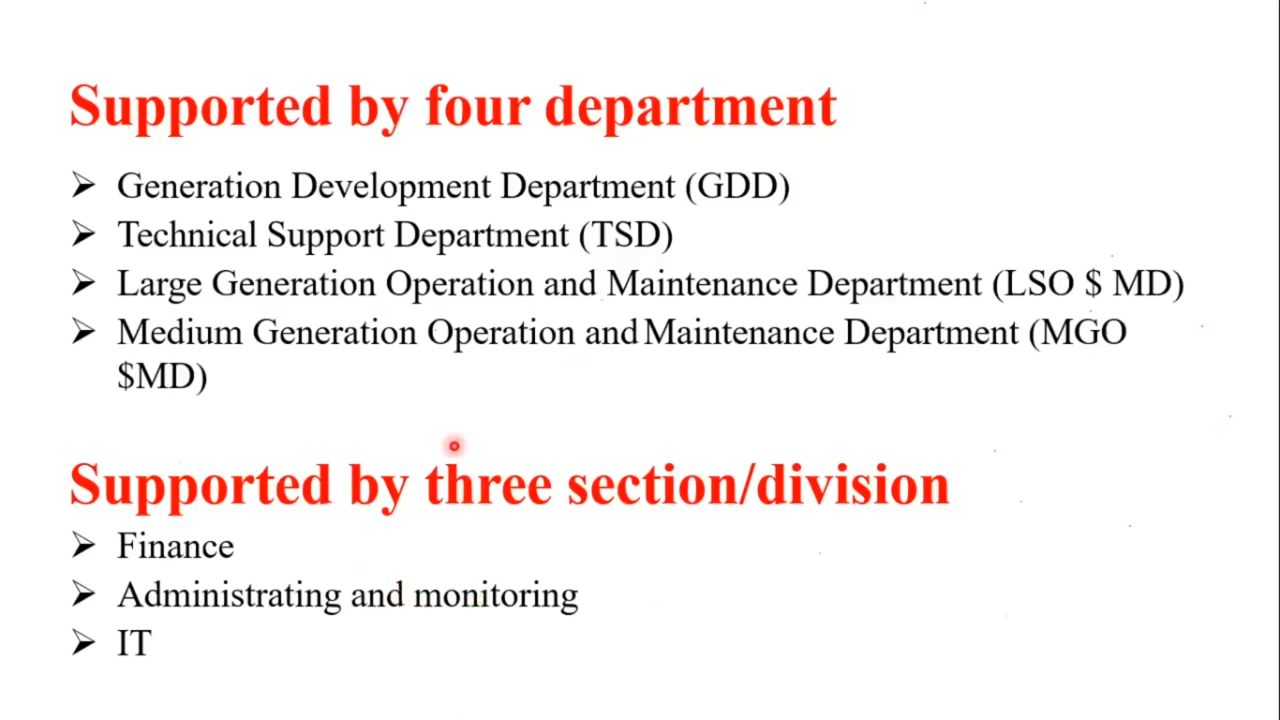 Supported by four department
➢ Generation Development Department (GDD)
➢ Technical Support Department (TSD)
➢ Large Generation Operation and Maintenance Department (LSO $ MD)
➢ Medium Generation Operation and Maintenance Department (MGO
$MD)
Supported by three section/division
➢ Finance
➢ Administrating and monitoring
➢ IT